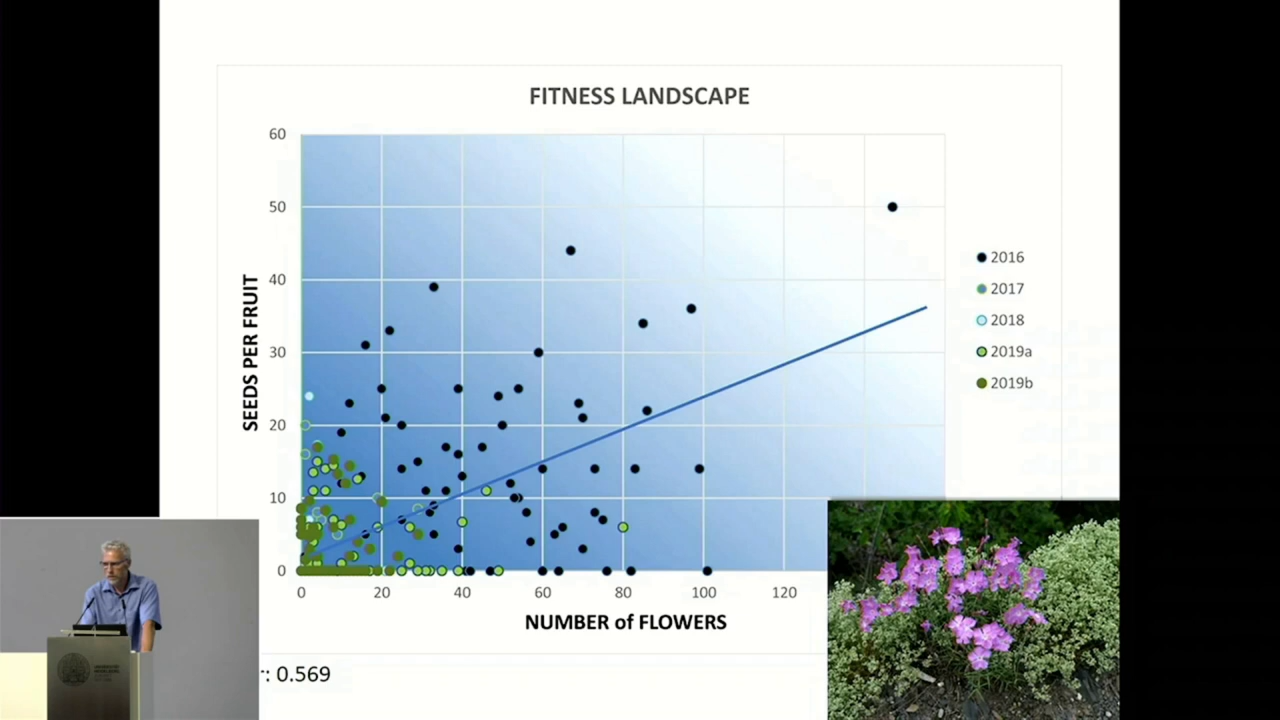 FITNESS LANDSCAPE
60
50
40
30
20
10
0
SEEDS PER FRUIT
0 20 40 60 80 100 120
NUMBER of FLOWERS
2016
2017
2018
2019a
2019b
r: 0.569